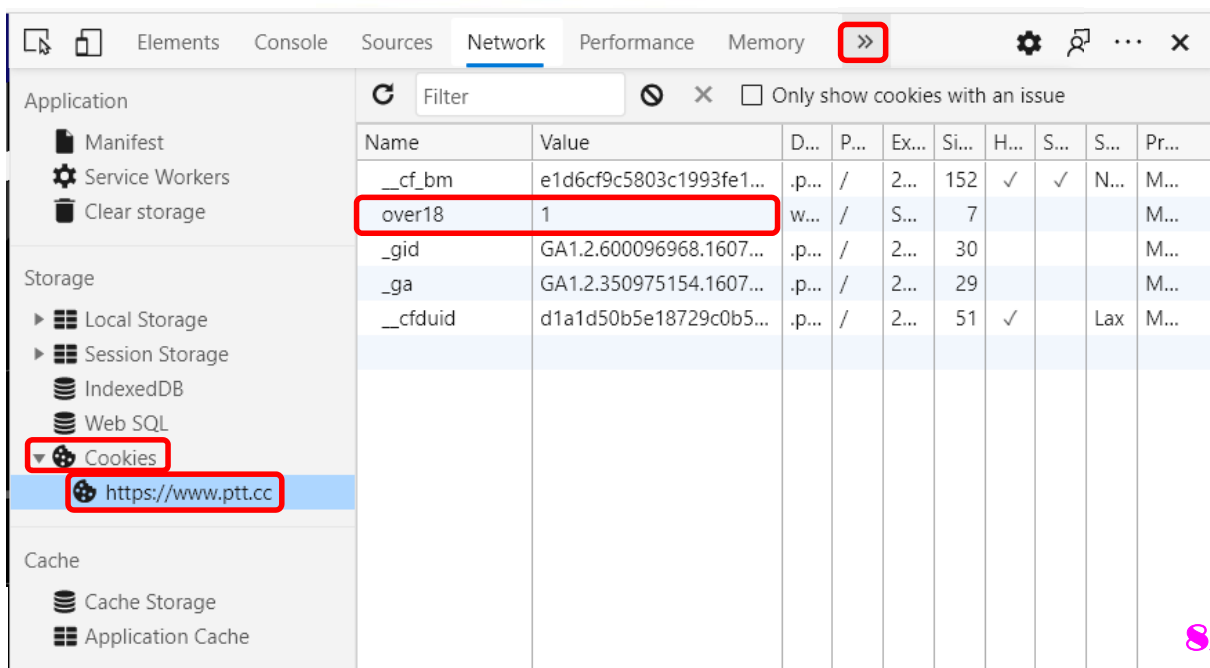 Elements Console Sources Network Performance Memory
Application
Manifest
Service Workers
Clear storage
Storage
Local Storage
Session Storage
IndexedDB
Web SQL
Cookies
https://www.ptt.cc
Cache
Cache Storage
Application Cache
Filter Only show cookies with an issue
Name Value D... P... Ex... Si... H... S... S... Pr...
__cf_bm e1d6cf9c5803c1993fe1... .p... / 2... 152 ✓ ✓ N... M...
over18 1 w... / S... 7 M...
_gid GA1.2.600096968.1607... .p... / 2... 30 M...
_ga GA1.2.350975154.1607... .p... / 2... 29 M...
__cfduid d1a1d50b5e18729c0b5... .p... / 2... 51 ✓ Lax M...